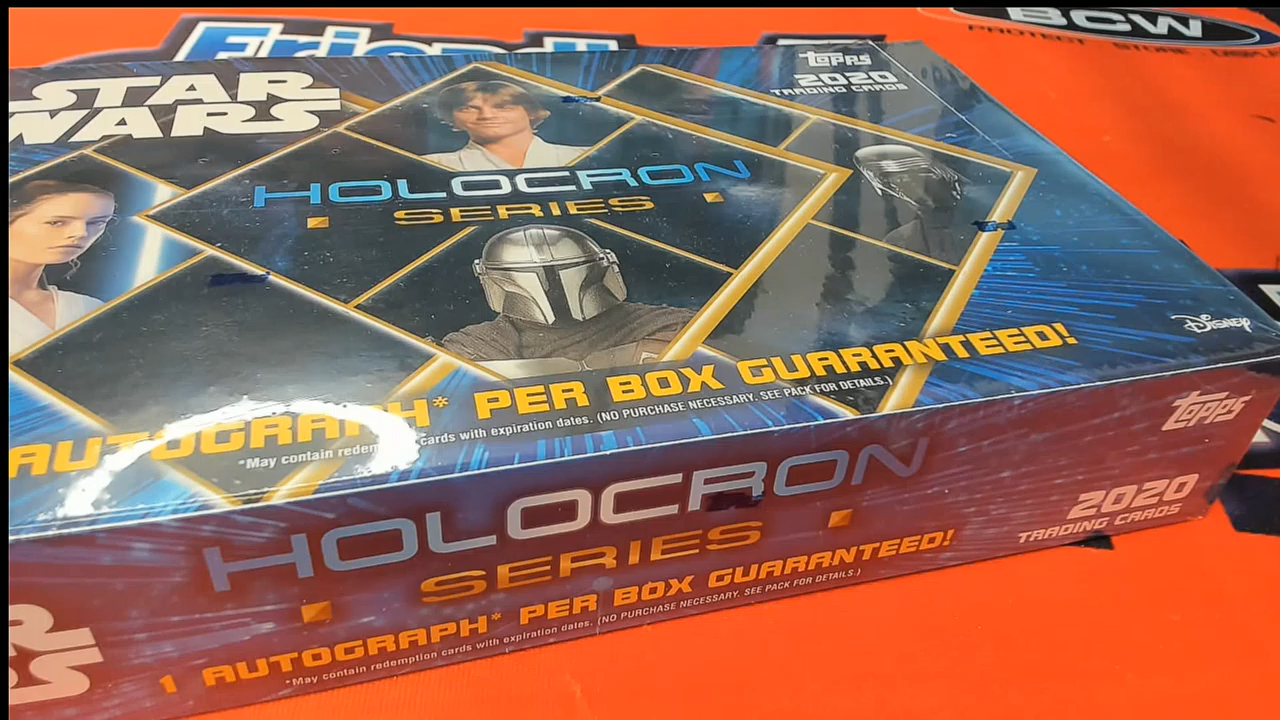 BCW
PROTECT STORE
STAR
WARS
Topps
2020
TRADING CARDS
HOLOCRON
SERIES
Disney
AUTOGRAPH* PER BOX GUARANTEED!
*May contain cards with expiration dates. (NO PURCHASE NECESSARY. SEE PACK FOR DETAILS.)
Topps
HOLOCRON
SERIES
2020
TRADING CARDS
1 AUTOGRAPH* PER BOX GUARANTEED!
*May contain redemption cards with expiration dates. (NO PURCHASE NECESSARY. SEE PACK FOR DETAILS.)